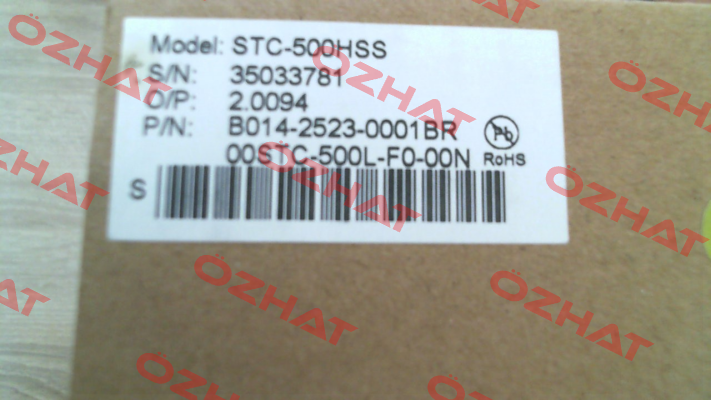 Model: STC-500HSS
S/N: 35033781
O/P: 2.0094
P/N: B014-2523-0001BR
00STC-500L-F0-00N
Pb
RoHS
S
ÖZHAT
ÖZHAT
ÖZHAT
ÖZHAT
ÖZHAT
ÖZHAT
ÖZHAT
ÖZHAT
ÖZHAT
ÖZHAT